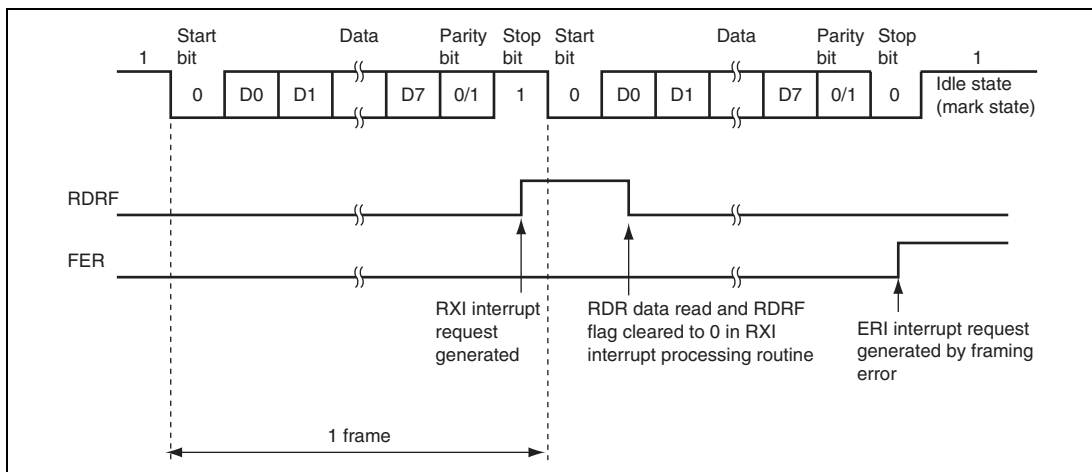 Start bit Data Parity bit Stop bit Start bit Data Parity bit Stop bit
1 1
0 D0 D1 D7 0/1 1 0 D0 D1 D7 0/1 0 Idle state (mark state)
RDRF
FER
RXI interrupt
request
generated
RDR data read and RDRF
flag cleared to 0 in RXI
interrupt processing routine
ERI interrupt request
generated by framing
error
1 frame